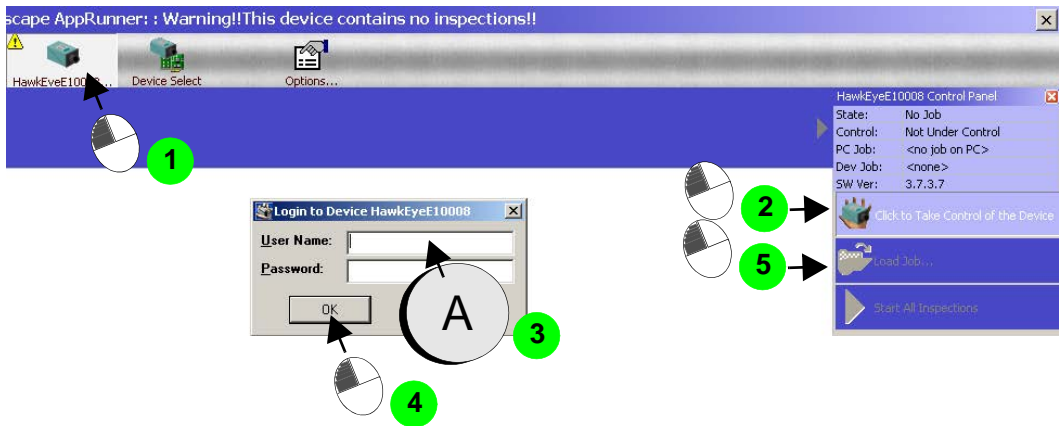 scape AppRunner: : Warning!!This device contains no inspections!!
HawkEyeE10008...
Device Select
Options...
1
HawkEyeE10008 Control Panel
State: No Job
Control: Not Under Control
PC Job: <no job on PC>
Dev Job: <none>
SW Ver: 3.7.3.7
2
Click to Take Control of the Device
5
Load Job...
Start All Inspections
Login to Device HawkEyeE10008
User Name:
Password:
OK
A
3
4